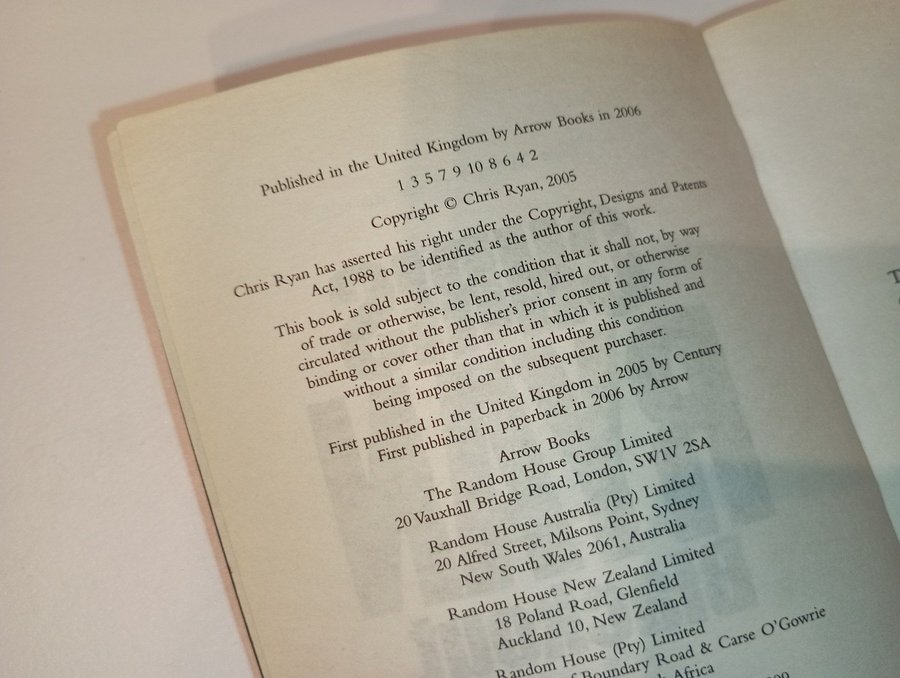 Published in the United Kingdom by Arrow Books in 2006
1 3 5 7 9 10 8 6 4 2
Copyright © Chris Ryan, 2005
Chris Ryan has asserted his right under the Copyright, Designs and Patents
Act, 1988 to be identified as the author of this work.
This book is sold subject to the condition that it shall not, by way
of trade or otherwise, be lent, resold, hired out, or otherwise
circulated without the publisher's prior consent in any form of
binding or cover other than that in which it is published and
without a similar condition including this condition
being imposed on the subsequent purchaser.
First published in the United Kingdom in 2005 by Century
First published in paperback in 2006 by Arrow
Arrow Books
The Random House Group Limited
20 Vauxhall Bridge Road, London, SW1V 2SA
Random House Australia (Pty) Limited
20 Alfred Street, Milsons Point, Sydney
New South Wales 2061, Australia
Random House New Zealand Limited
18 Poland Road, Glenfield
Auckland 10, New Zealand
Random House (Pty) Limited
Boundary Road & Carse O'Gowrie
Africa